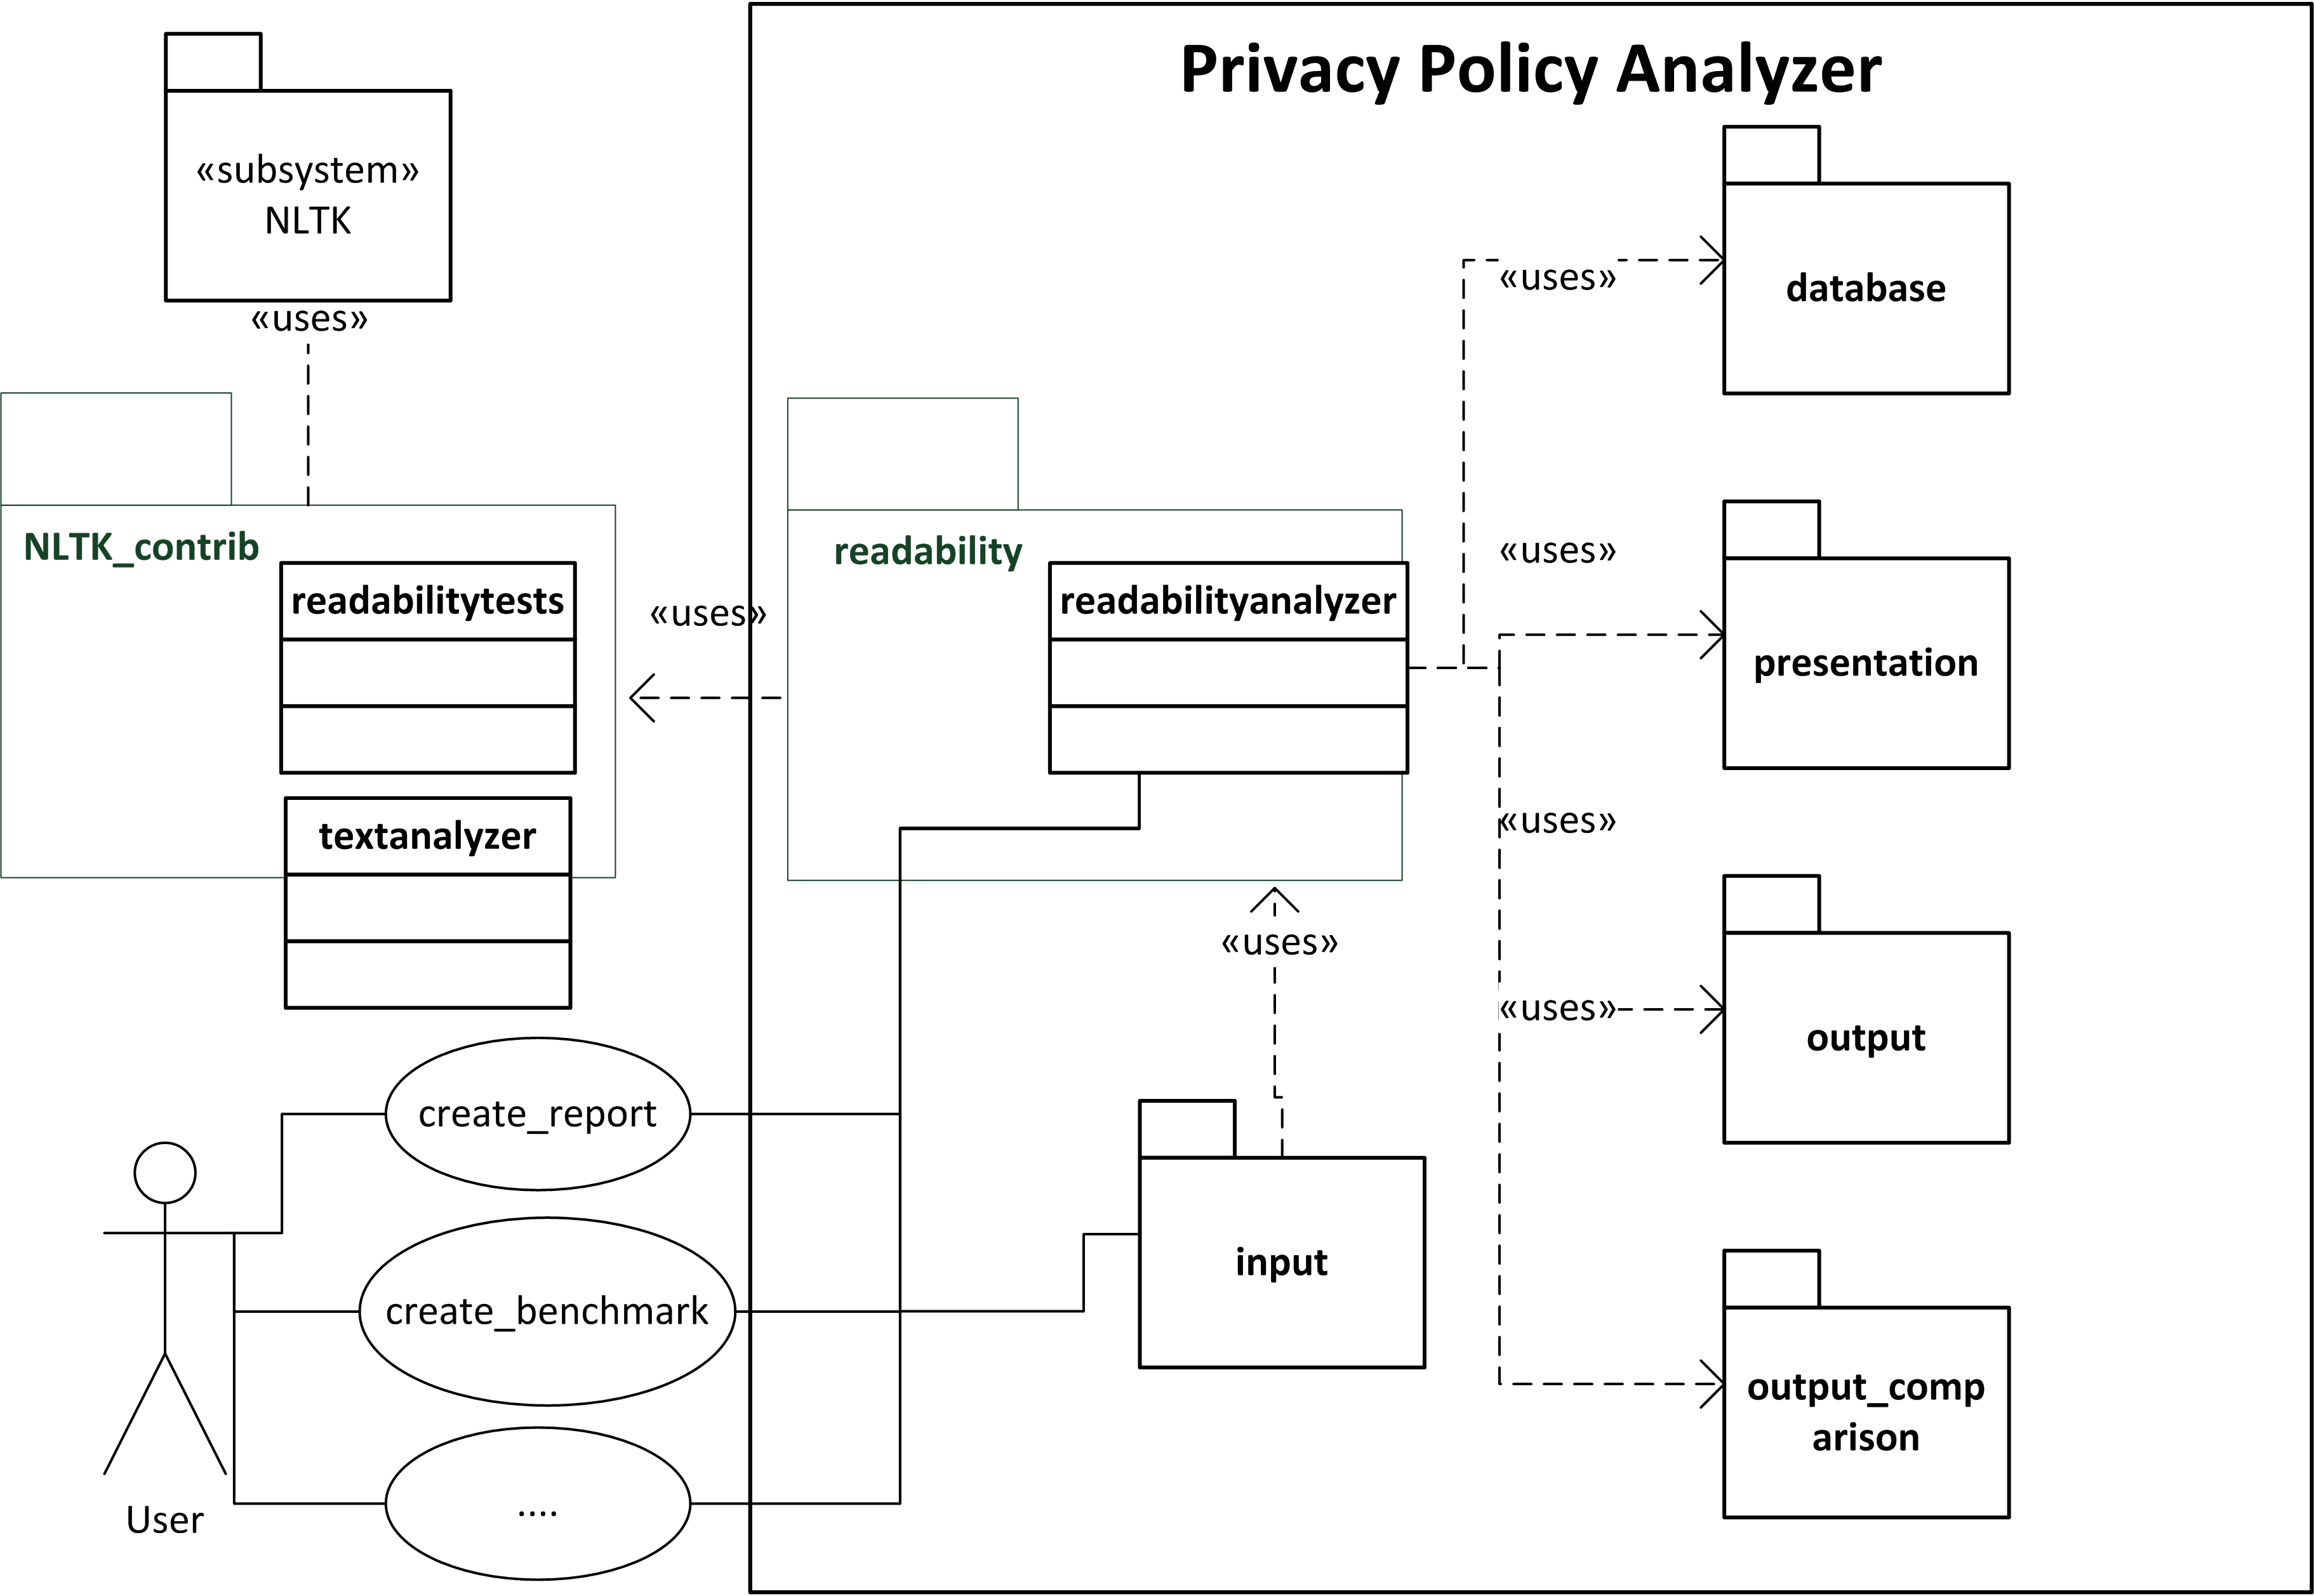 Privacy Policy Analyzer
«subsystem»
NLTK
«uses»
NLTK_contrib
readabilitytests
textanalyzer
«uses»
readability
readabilityanalyzer
«uses»
database
«uses»
presentation
«uses»
«uses»
output
«uses»
input
output_comp
arison
create_report
create_benchmark
....
User